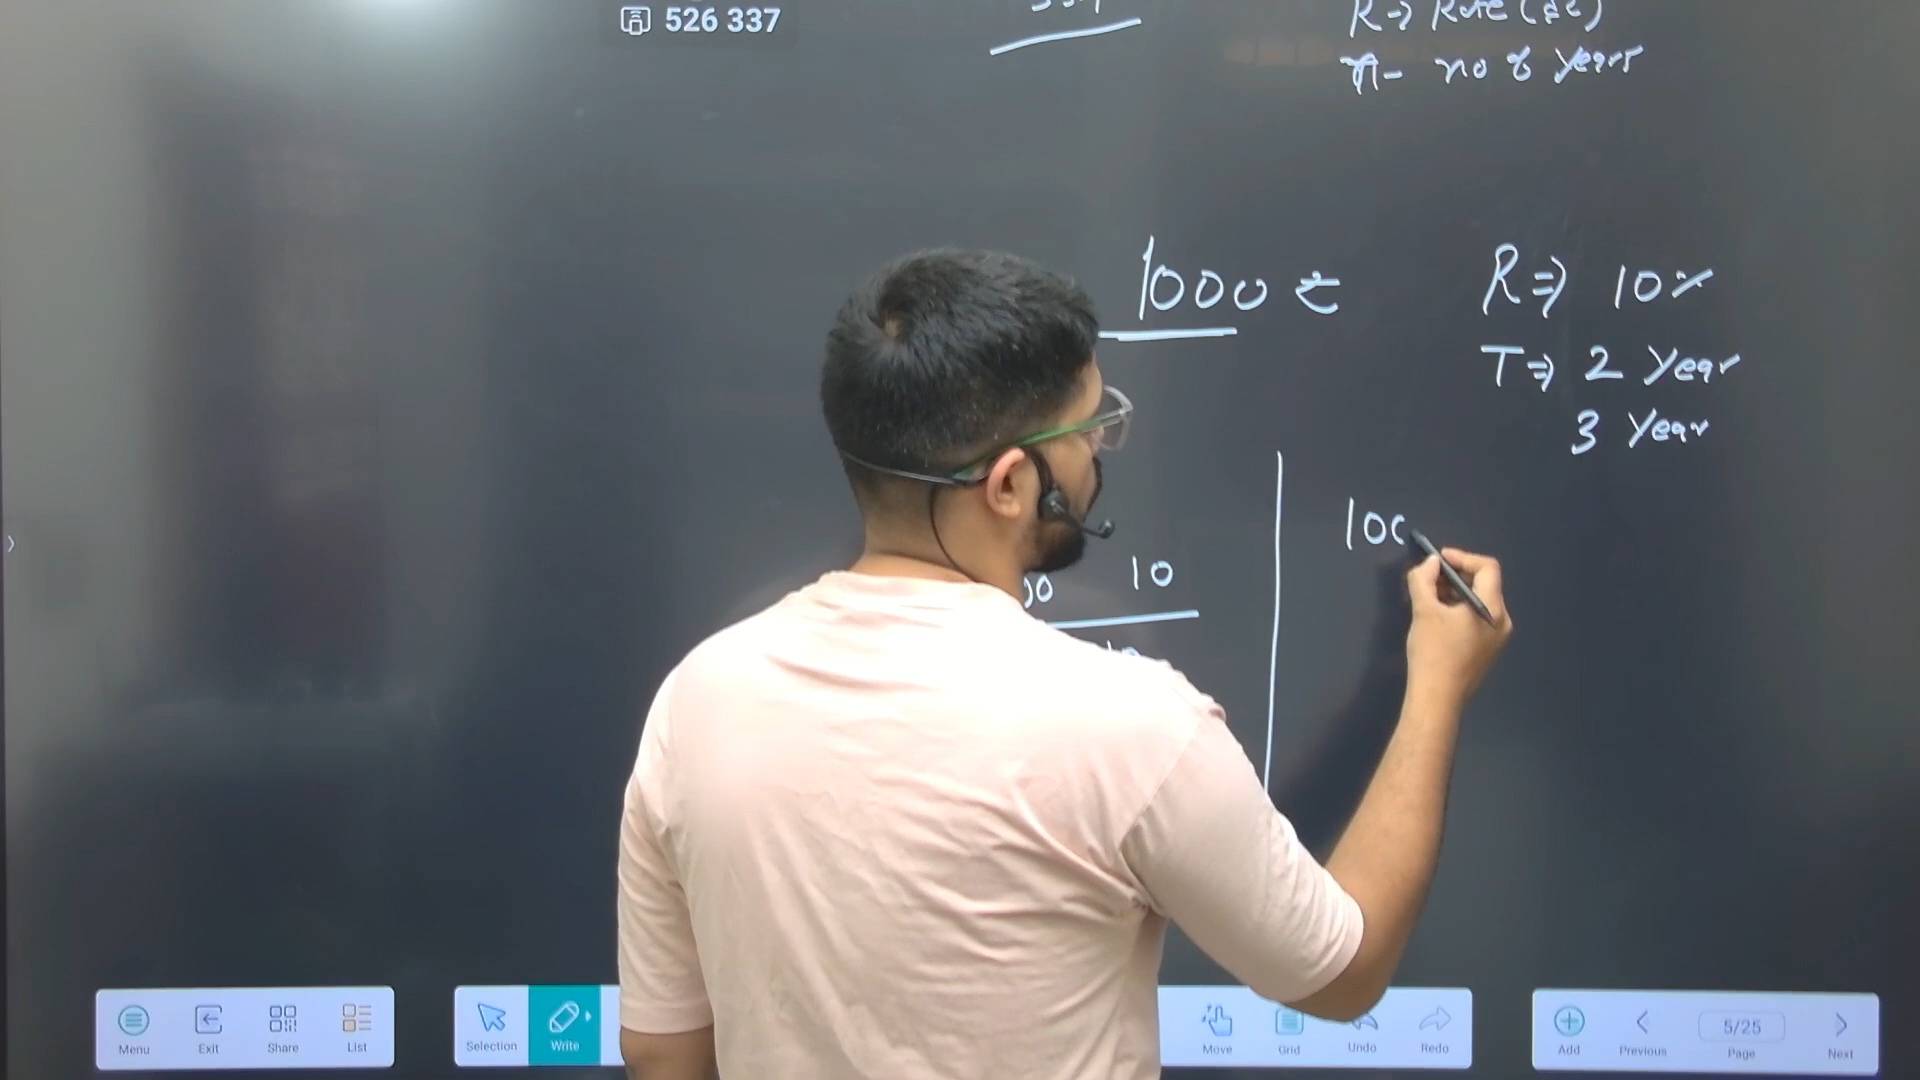 526 337
R → Rate
n - no of years
1000 ₹
R ⇒ 10%
T ⇒ 2 Year
3 Year
100
00 10
Menu Exit Share List Selection Write Move Grid Undo Redo Add Previous 5/25 Page Next